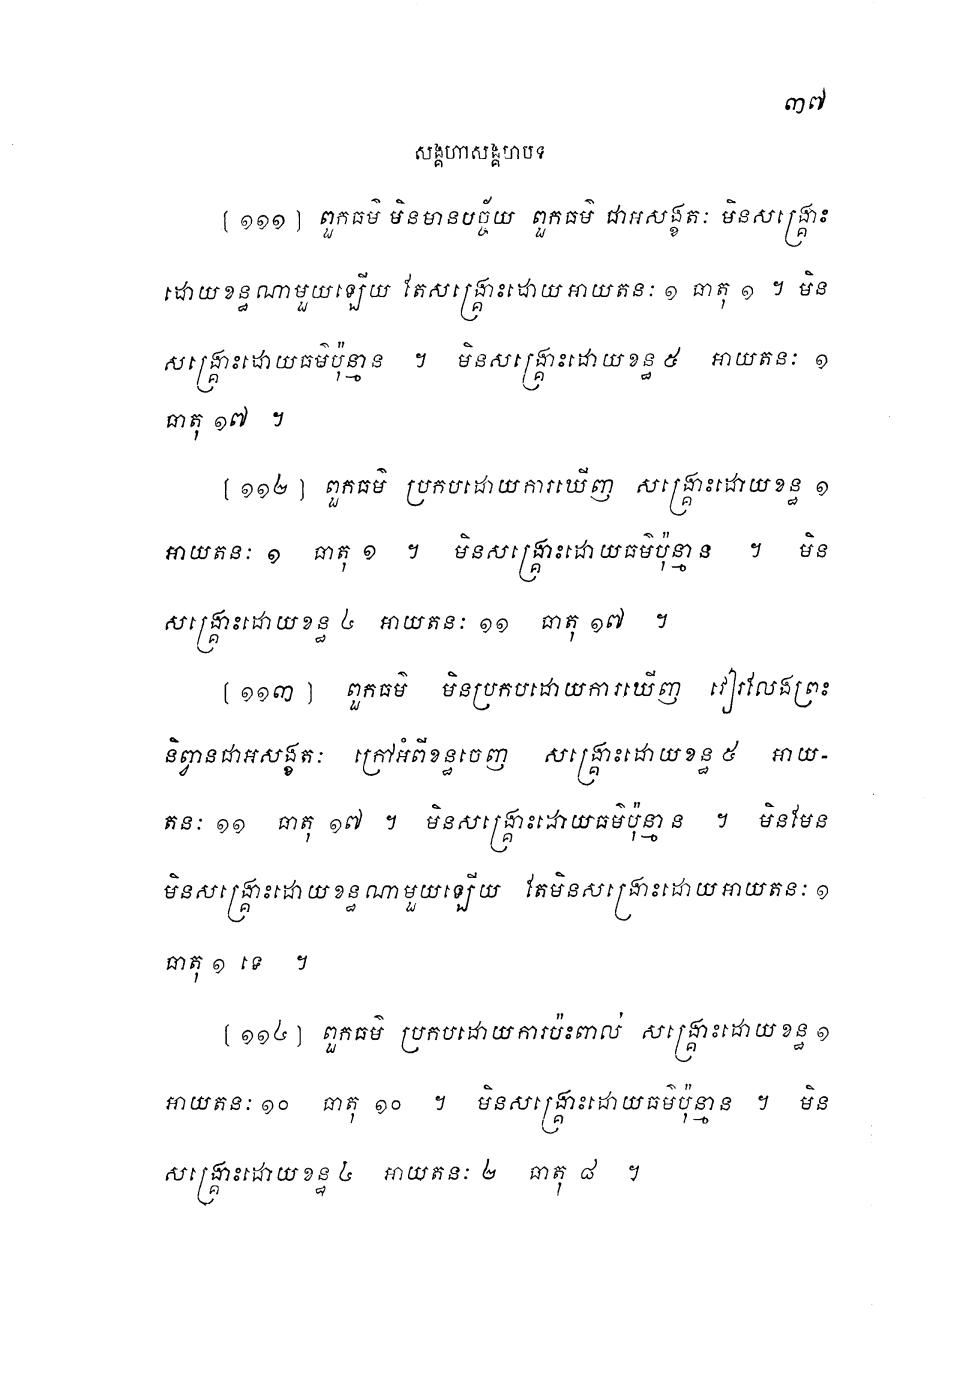 ៣៧
សង្គហាសង្គហបទ
[១១១] ពួកធម៌ មិនមានបច្ច័យ ពួកធម៌ ជាអសង្ខតៈ មិនសង្គ្រោះ
ដោយខន្ធណាមួយឡើយ តែសង្គ្រោះដោយអាយតនៈ ១ ធាតុ ១ ។ មិន
សង្គ្រោះដោយធម៌ប៉ុន្មាន ។ មិនសង្គ្រោះដោយខន្ធ ៥ អាយតនៈ ១
ធាតុ ១៧ ។
[១១២] ពួកធម៌ ប្រកបដោយការឃើញ សង្គ្រោះដោយខន្ធ ១
អាយតនៈ ១ ធាតុ ១ ។ មិនសង្គ្រោះដោយធម៌ប៉ុន្មាន ។ មិន
សង្គ្រោះដោយខន្ធ ៤ អាយតនៈ ១១ ធាតុ ១៧ ។
[១១៣] ពួកធម៌ មិនប្រកបដោយការឃើញ វៀរលែងព្រះ
និព្វានជាអសង្ខតៈ ក្រៅអំពីខន្ធចេញ សង្គ្រោះដោយខន្ធ ៥ អាយ-
តនៈ ១១ ធាតុ ១៧ ។ មិនសង្គ្រោះដោយធម៌ប៉ុន្មាន ។ មិនមែន
មិនសង្គ្រោះដោយខន្ធណាមួយឡើយ តែមិនសង្គ្រោះដោយអាយតនៈ ១
ធាតុ ១ ទេ ។
[១១៤] ពួកធម៌ ប្រកបដោយការប៉ះពាល់ សង្គ្រោះដោយខន្ធ ១
អាយតនៈ ១០ ធាតុ ១០ ។ មិនសង្គ្រោះដោយធម៌ប៉ុន្មាន ។ មិន
សង្គ្រោះដោយខន្ធ ៤ អាយតនៈ ២ ធាតុ ៨ ។